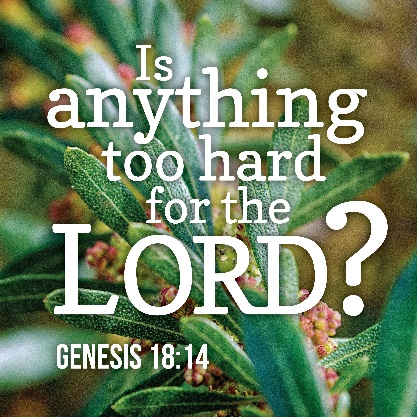 Is
anything
too hard
for the
LORD?
GENESIS 18:14